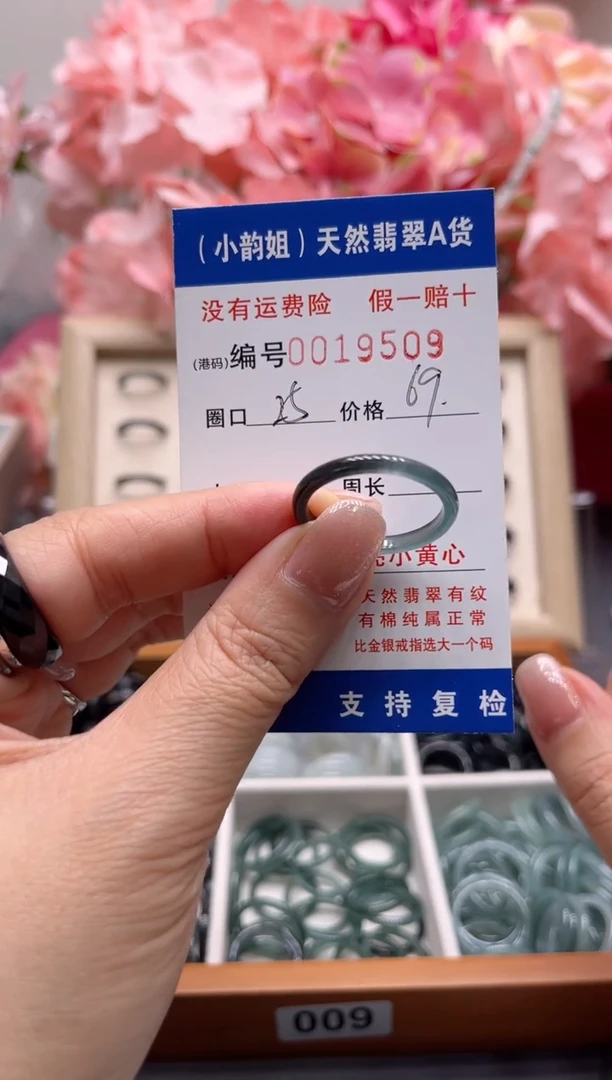 （小韵姐）天然翡翠A货
没有运费险 假一赔十
(港码)编号0019509
圈口 25 价格 69.
周长
亮小黄心
天然翡翠有纹
有棉纯属正常
比金银戒指选大一个码
支持复检
009